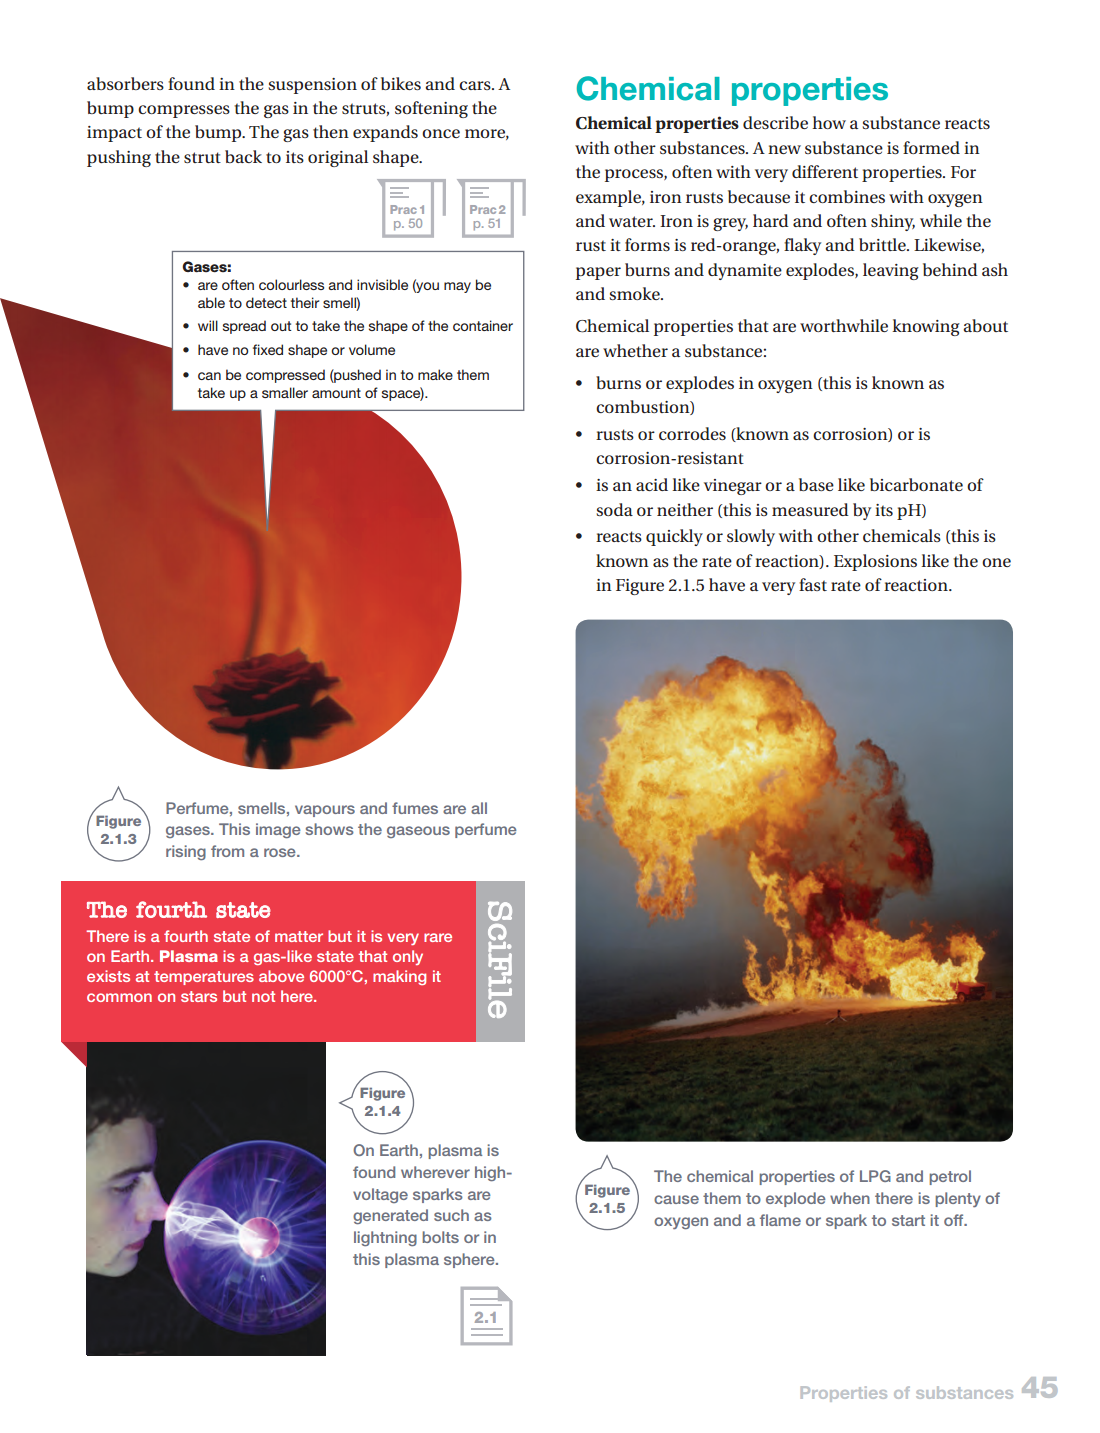 absorbers found in the suspension of bikes and cars. A
bump compresses the gas in the struts, softening the
impact of the bump. The gas then expands once more,
pushing the strut back to its original shape.
Prac 1
p. 50
Prac 2
p. 51
Gases:
• are often colourless and invisible (you may be
able to detect their smell)
• will spread out to take the shape of the container
• have no fixed shape or volume
• can be compressed (pushed in to make them
take up a smaller amount of space).
Figure
2.1.3
Perfume, smells, vapours and fumes are all
gases. This image shows the gaseous perfume
rising from a rose.
The fourth state
There is a fourth state of matter but it is very rare
on Earth. Plasma is a gas-like state that only
exists at temperatures above 6000°C, making it
common on stars but not here.
SciFile
Figure
2.1.4
On Earth, plasma is
found wherever high-
voltage sparks are
generated such as
lightning bolts or in
this plasma sphere.
2.1
Chemical properties
Chemical properties describe how a substance reacts
with other substances. A new substance is formed in
the process, often with very different properties. For
example, iron rusts because it combines with oxygen
and water. Iron is grey, hard and often shiny, while the
rust it forms is red-orange, flaky and brittle. Likewise,
paper burns and dynamite explodes, leaving behind ash
and smoke.
Chemical properties that are worthwhile knowing about
are whether a substance:
• burns or explodes in oxygen (this is known as
combustion)
• rusts or corrodes (known as corrosion) or is
corrosion-resistant
• is an acid like vinegar or a base like bicarbonate of
soda or neither (this is measured by its pH)
• reacts quickly or slowly with other chemicals (this is
known as the rate of reaction). Explosions like the one
in Figure 2.1.5 have a very fast rate of reaction.
Figure
2.1.5
The chemical properties of LPG and petrol
cause them to explode when there is plenty of
oxygen and a flame or spark to start it off.
Properties of substances 45